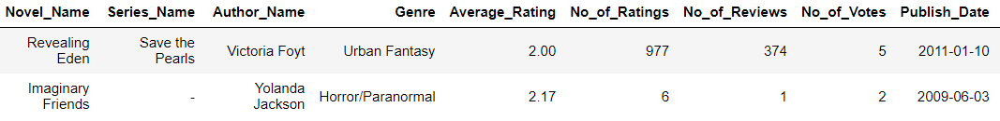 Novel_Name Series_Name Author_Name Genre Average_Rating No_of_Ratings No_of_Reviews No_of_Votes Publish_Date
Revealing Eden Save the Pearls Victoria Foyt Urban Fantasy 2.00 977 374 5 2011-01-10
Imaginary Friends - Yolanda Jackson Horror/Paranormal 2.17 6 1 2 2009-06-03